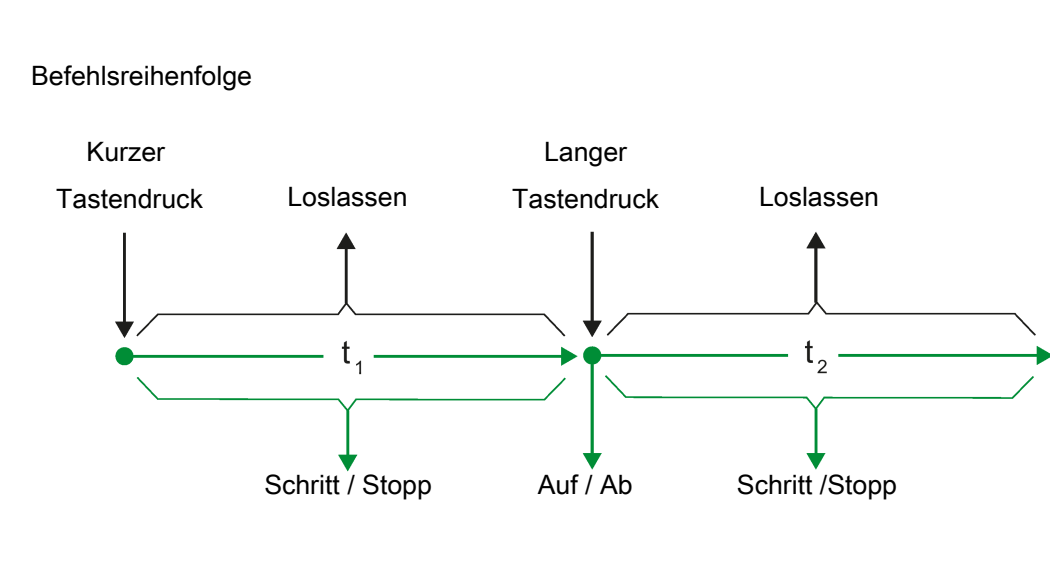 Befehlsreihenfolge
Kurzer
Tastendruck
Loslassen
Langer
Tastendruck
Loslassen
t1
t2
Schritt / Stopp
Auf / Ab
Schritt /Stopp